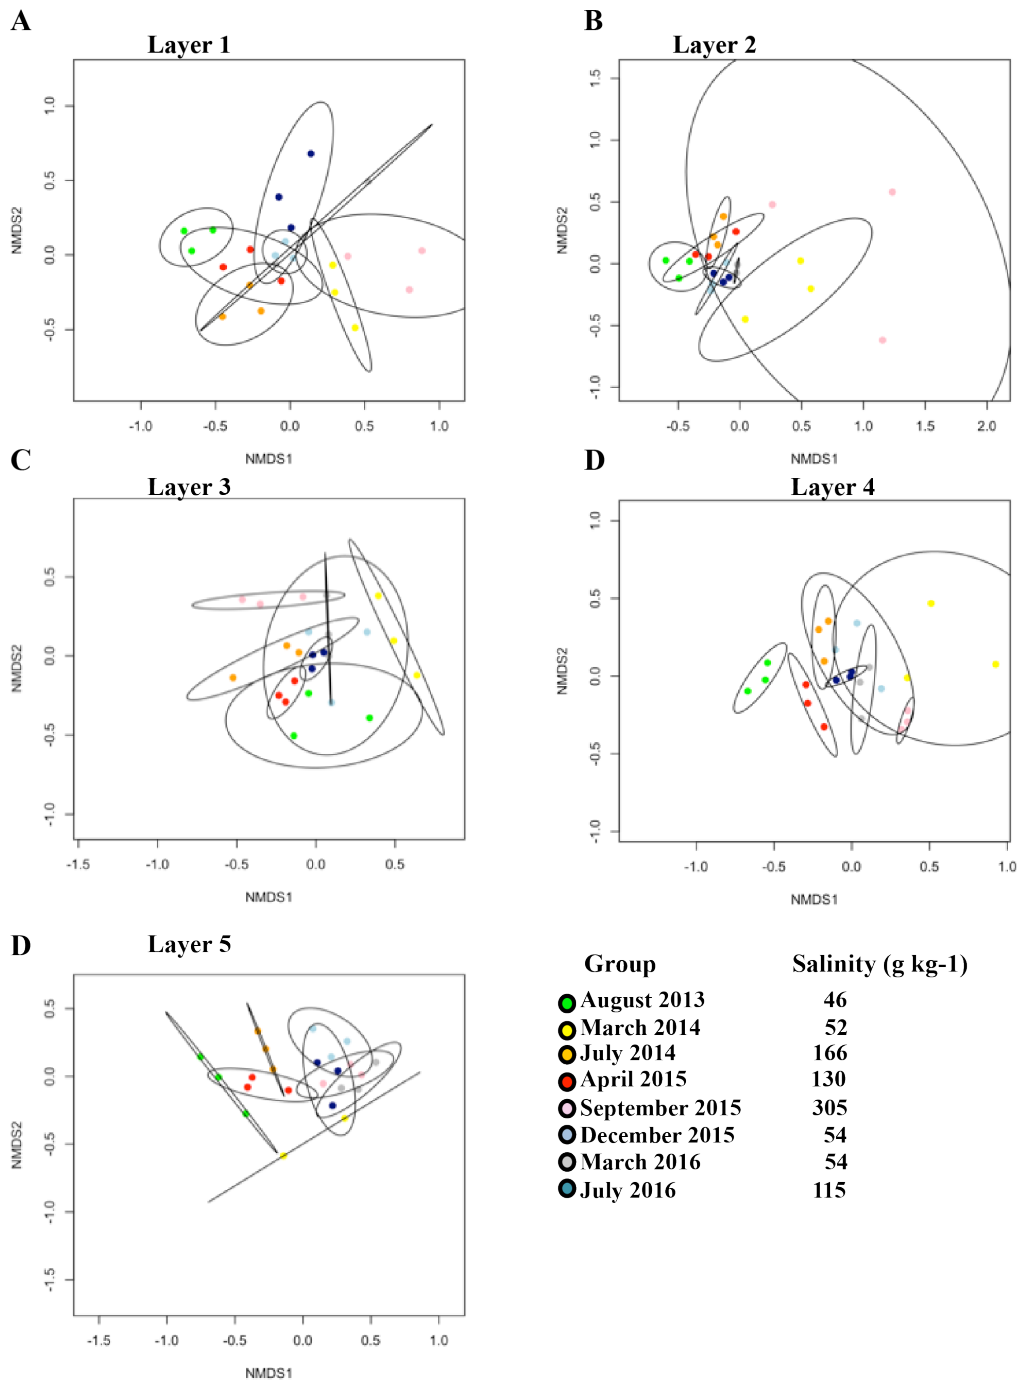 A
Layer 1
NMDS2
1.0
0.5
0.0
-0.5
-1.0 -0.5 0.0 0.5 1.0
NMDS1
B
Layer 2
NMDS2
1.5
1.0
0.5
0.0
-0.5
-1.0
-0.5 0.0 0.5 1.0 1.5 2.0
NMDS1
C
Layer 3
NMDS2
0.5
0.0
-0.5
-1.0
-1.5 -1.0 -0.5 0.0 0.5
NMDS1
D
Layer 4
NMDS2
1.0
0.5
0.0
-0.5
-1.0
-1.0 -0.5 0.0 0.5 1.0
NMDS1
D
Layer 5
NMDS2
0.5
0.0
-0.5
-1.0
-1.5
-1.5 -1.0 -0.5 0.0 0.5 1.0
NMDS1
Group Salinity (g kg-1)
August 2013 46
March 2014 52
July 2014 166
April 2015 130
September 2015 305
December 2015 54
March 2016 54
July 2016 115